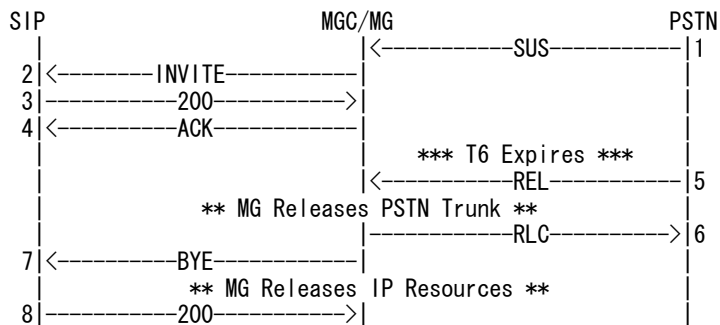 SIP                       MGC/MG                       PSTN
  |                          |<-----------SUS-----------|1
 2|<--------INVITE-----------|                          |
 3|-----------200----------->|                          |
 4|<----------ACK------------|                          |
  |                          |    *** T6 Expires ***    |
  |                          |<-----------REL-----------|5
  |            ** MG Releases PSTN Trunk **             |
  |                          |------------RLC---------->|6
 7|<----------BYE------------|                          |
  |           ** MG Releases IP Resources **            |
 8|-----------200----------->|                          |